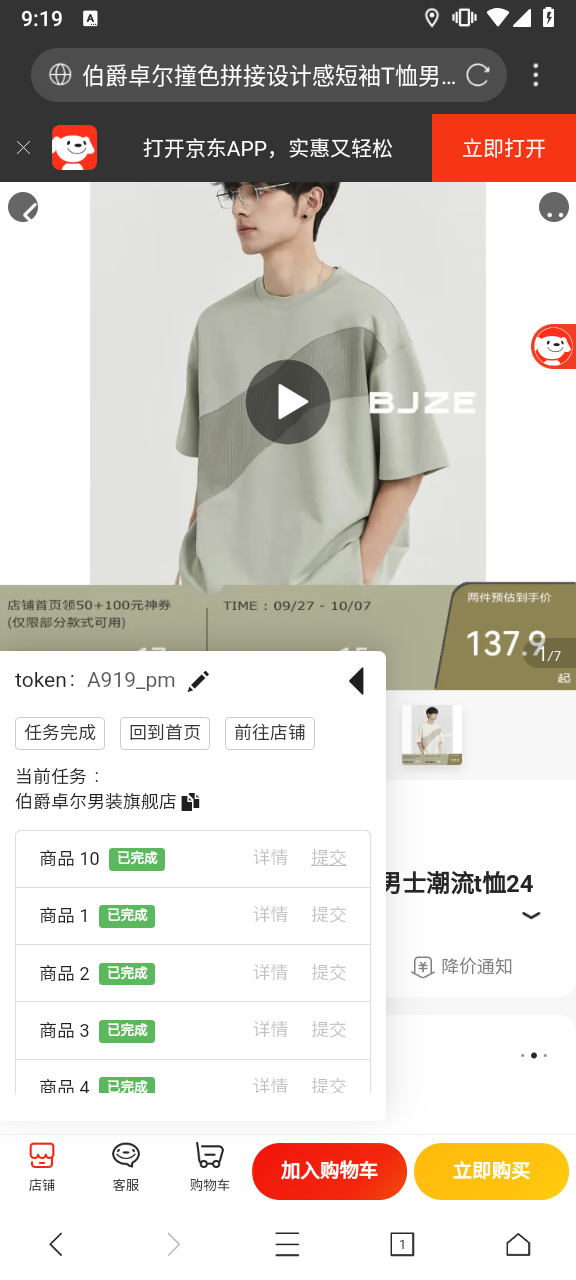 9:19
A
伯爵卓尔撞色拼接设计感短袖T恤男...
打开京东APP，实惠又轻松
立即打开
BJZE
店铺首页领50+100元神券
(仅限部分款式可用)
TIME : 09/27 - 10/07
两件预估到手价
137.9
起
1/7
token： A919_pm
任务完成 回到首页 前往店铺
当前任务 :
伯爵卓尔男装旗舰店
商品 10 已完成 详情 提交
商品 1 已完成 详情 提交
商品 2 已完成 详情 提交
商品 3 已完成 详情 提交
商品 4 已完成 详情 提交
男士潮流t恤24
降价通知
店铺
客服
购物车
加入购物车
立即购买
1